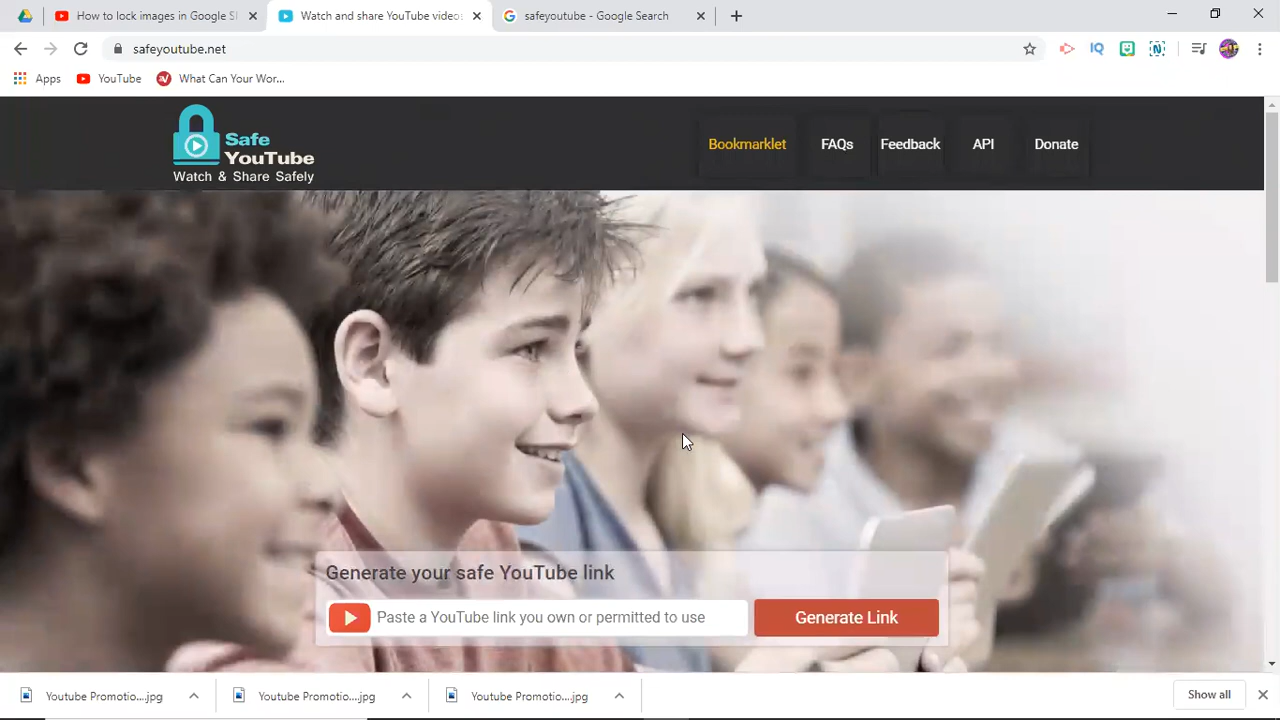 How to lock images in Google Sl
Watch and share YouTube videos
safeyoutube - Google Search
safeyoutube.net
IQ
N
Apps
YouTube
What Can Your Wor...
Safe
YouTube
Watch & Share Safely
Bookmarklet
FAQs
Feedback
API
Donate
Generate your safe YouTube link
Paste a YouTube link you own or permitted to use
Generate Link
Youtube Promotio....jpg
Youtube Promotio....jpg
Youtube Promotio....jpg
Show all